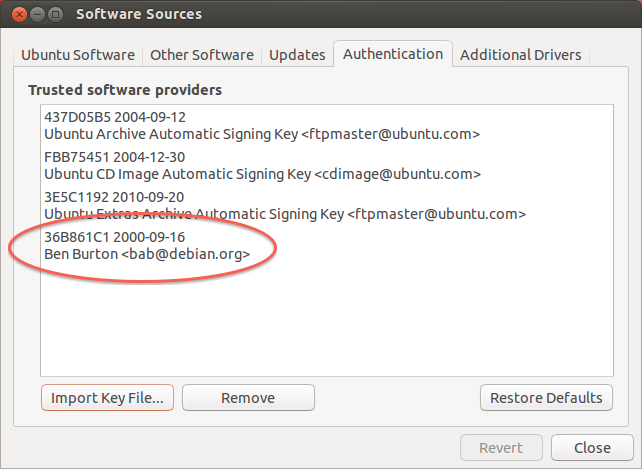 Software Sources
Ubuntu Software Other Software Updates Authentication Additional Drivers
Trusted software providers
437D05B5 2004-09-12
Ubuntu Archive Automatic Signing Key <ftpmaster@ubuntu.com>
FBB75451 2004-12-30
Ubuntu CD Image Automatic Signing Key <cdimage@ubuntu.com>
3E5C1192 2010-09-20
Ubuntu Extras Archive Automatic Signing Key <ftpmaster@ubuntu.com>
36B861C1 2000-09-16
Ben Burton <bab@debian.org>
Import Key File... Remove Restore Defaults
Revert Close